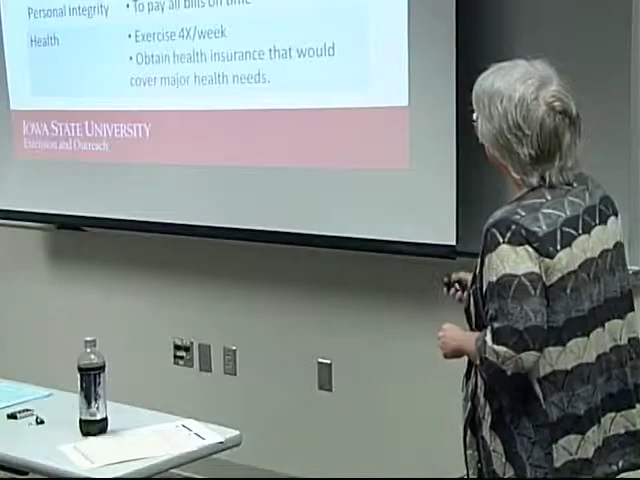 Personal Integrity • To pay all bills on time
Health • Exercise 4X/week
• Obtain health insurance that would
cover major health needs.
IOWA STATE UNIVERSITY
Extension and Outreach